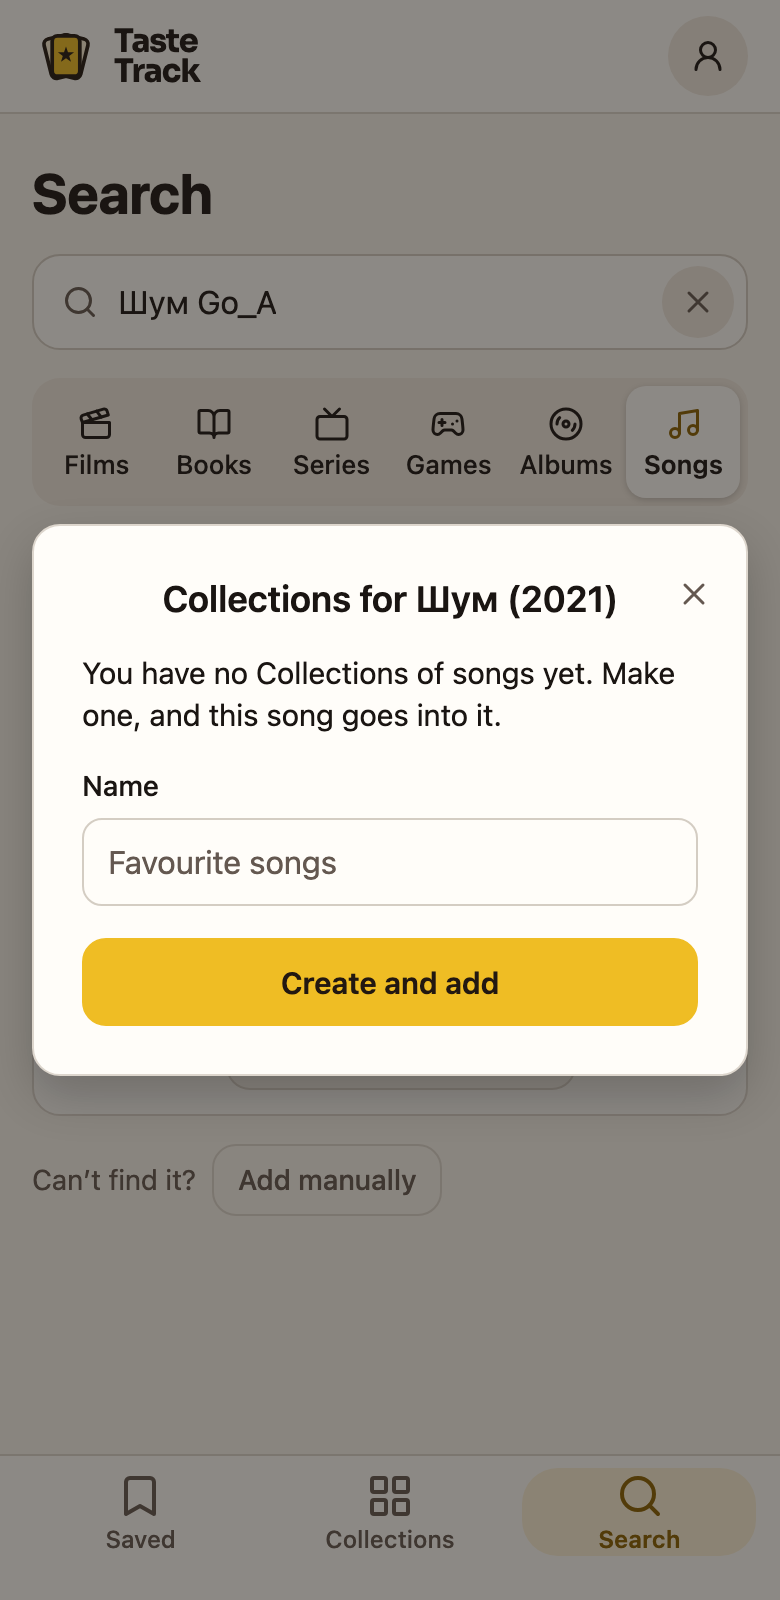 Taste
Track
Search
Шум Go_A
Films
Books
Series
Games
Albums
Songs
Collections for Шум (2021)
You have no Collections of songs yet. Make
one, and this song goes into it.
Name
Favourite songs
Create and add
Can't find it?
Add manually
Saved
Collections
Search